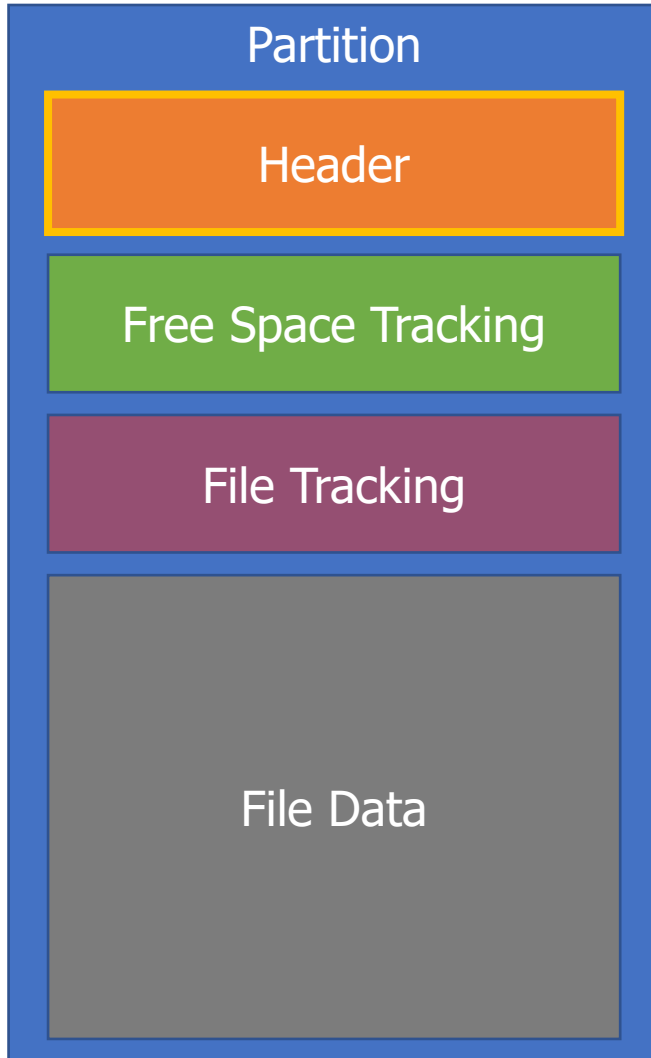 Partition
Header
Free Space Tracking
File Tracking
File Data